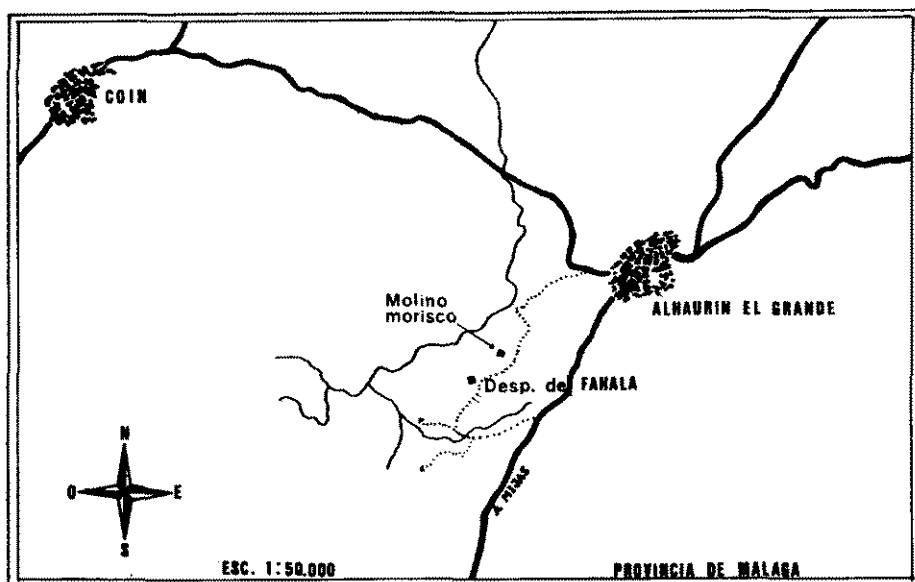 COIN
Molino
morisco
ALHAURIN EL GRANDE
Desp. de FAHALA
N
O
E
S
A MIJAS
ESC. 1:50.000
PROVINCIA DE MALAGA